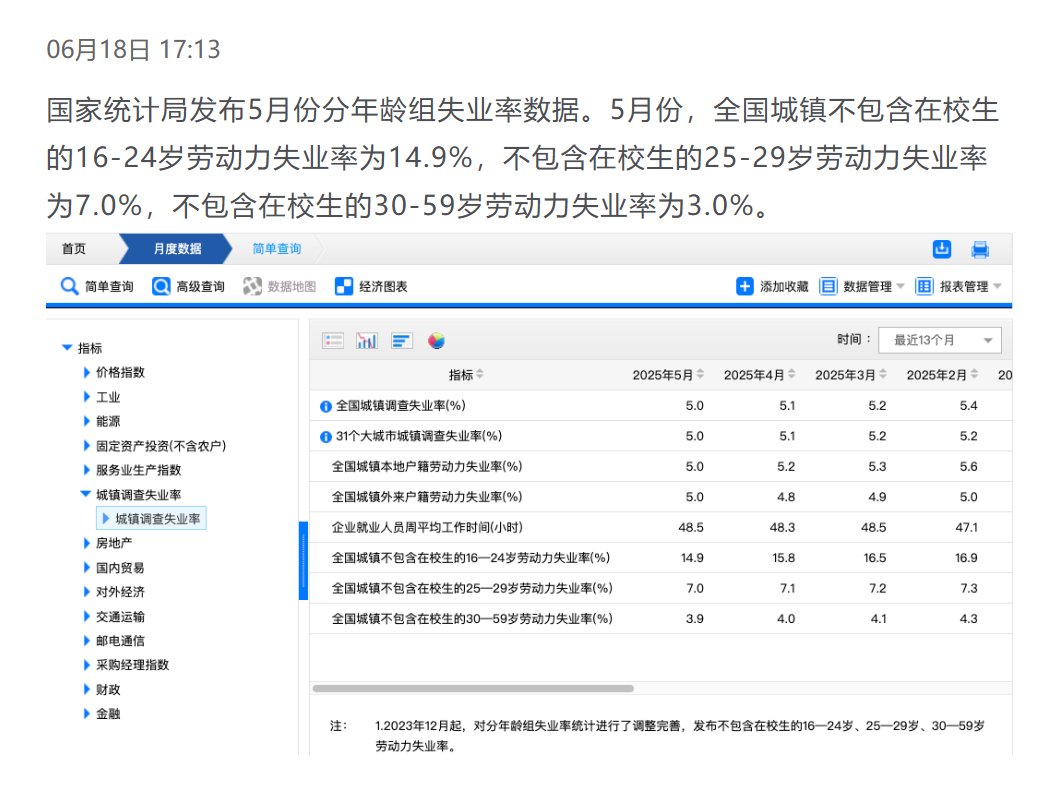 06月18日 17:13
国家统计局发布5月份分年龄组失业率数据。5月份，全国城镇不包含在校生
的16-24岁劳动力失业率为14.9%，不包含在校生的25-29岁劳动力失业率
为7.0%，不包含在校生的30-59岁劳动力失业率为3.0%。
首页 月度数据 简单查询
简单查询 高级查询 数据地图 经济图表 添加收藏 数据管理 报表管理
时间： 最近13个月
指标
价格指数
工业
能源
固定资产投资(不含农户)
服务业生产指数
城镇调查失业率
城镇调查失业率
房地产
国内贸易
对外经济
交通运输
邮电通信
采购经理指数
财政
金融
指标 2025年5月 2025年4月 2025年3月 2025年2月 20
全国城镇调查失业率(%) 5.0 5.1 5.2 5.4
31个大城市城镇调查失业率(%) 5.0 5.1 5.2 5.2
全国城镇本地户籍劳动力失业率(%) 5.0 5.2 5.3 5.6
全国城镇外来户籍劳动力失业率(%) 5.0 4.8 4.9 5.0
企业就业人员周平均工作时间(小时) 48.5 48.3 48.5 47.1
全国城镇不包含在校生的16—24岁劳动力失业率(%) 14.9 15.8 16.5 16.9
全国城镇不包含在校生的25—29岁劳动力失业率(%) 7.0 7.1 7.2 7.3
全国城镇不包含在校生的30—59岁劳动力失业率(%) 3.9 4.0 4.1 4.3
注： 1.2023年12月起，对分年龄组失业率统计进行了调整完善，发布不包含在校生的16—24岁、25—29岁、30—59岁
劳动力失业率。